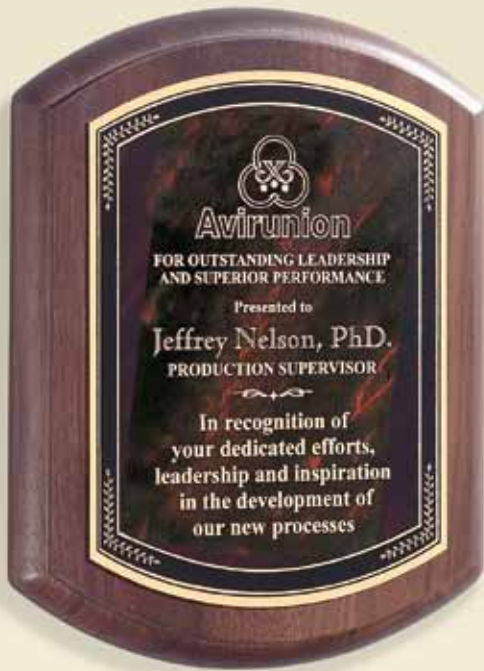 Avirunion
FOR OUTSTANDING LEADERSHIP
AND SUPERIOR PERFORMANCE
Presented to
Jeffrey Nelson, PhD.
PRODUCTION SUPERVISOR
In recognition of
your dedicated efforts,
leadership and inspiration
in the development of
our new processes